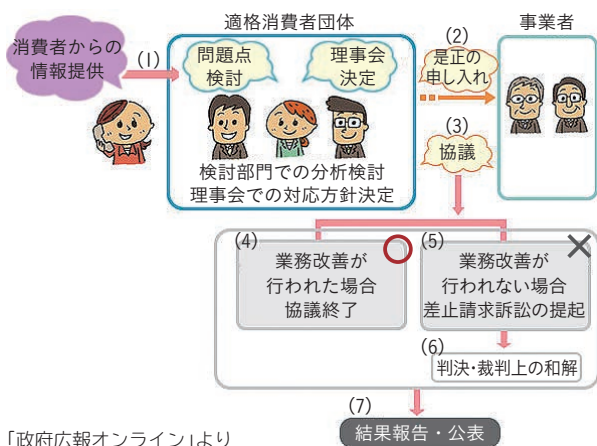 適格消費者団体
事業者
消費者からの
情報提供
(1)
問題点
検討
理事会
決定
検討部門での分析検討
理事会での対応方針決定
(2)
是正の
申し入れ
(3)
協議
(4)
業務改善が
行われた場合
協議終了
(5)
業務改善が
行われない場合
差止請求訴訟の提起
(6)
判決・裁判上の和解
(7)
結果報告・公表
「政府広報オンライン」より